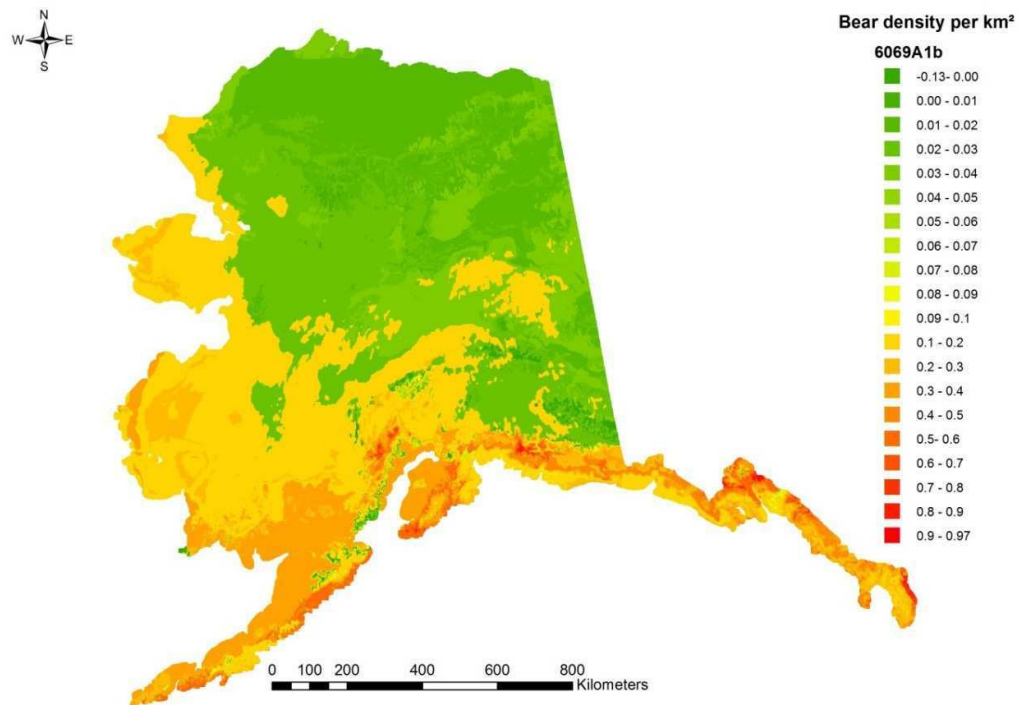 N
W E
S
Bear density per km²
6069A1b
-0.13- 0.00
0.00 - 0.01
0.01 - 0.02
0.02 - 0.03
0.03 - 0.04
0.04 - 0.05
0.05 - 0.06
0.06 - 0.07
0.07 - 0.08
0.08 - 0.09
0.09 - 0.1
0.1 - 0.2
0.2 - 0.3
0.3 - 0.4
0.4 - 0.5
0.5- 0.6
0.6 - 0.7
0.7 - 0.8
0.8 - 0.9
0.9 - 0.97
0 100 200 400 600 800
Kilometers